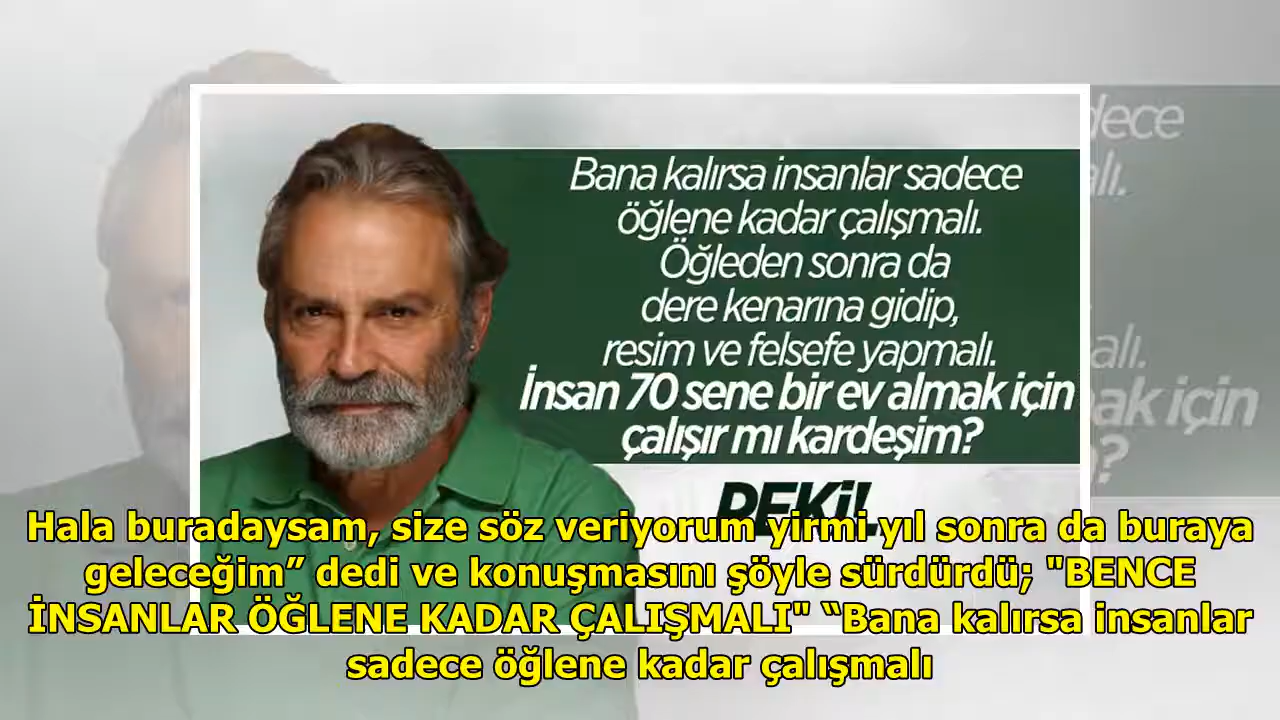 Bana kalırsa insanlar sadece
öğlene kadar çalışmalı.
Öğleden sonra da
dere kenarına gidip,
resim ve felsefe yapmalı.
İnsan 70 sene bir ev almak için
çalışır mı kardeşim?
Hala buradaysam, size söz veriyorum yirmi yıl sonra da buraya
geleceğim” dedi ve konuşmasını şöyle sürdürdü; "BENCE
İNSANLAR ÖĞLENE KADAR ÇALIŞMALI" “Bana kalırsa insanlar
sadece öğlene kadar çalışmalı